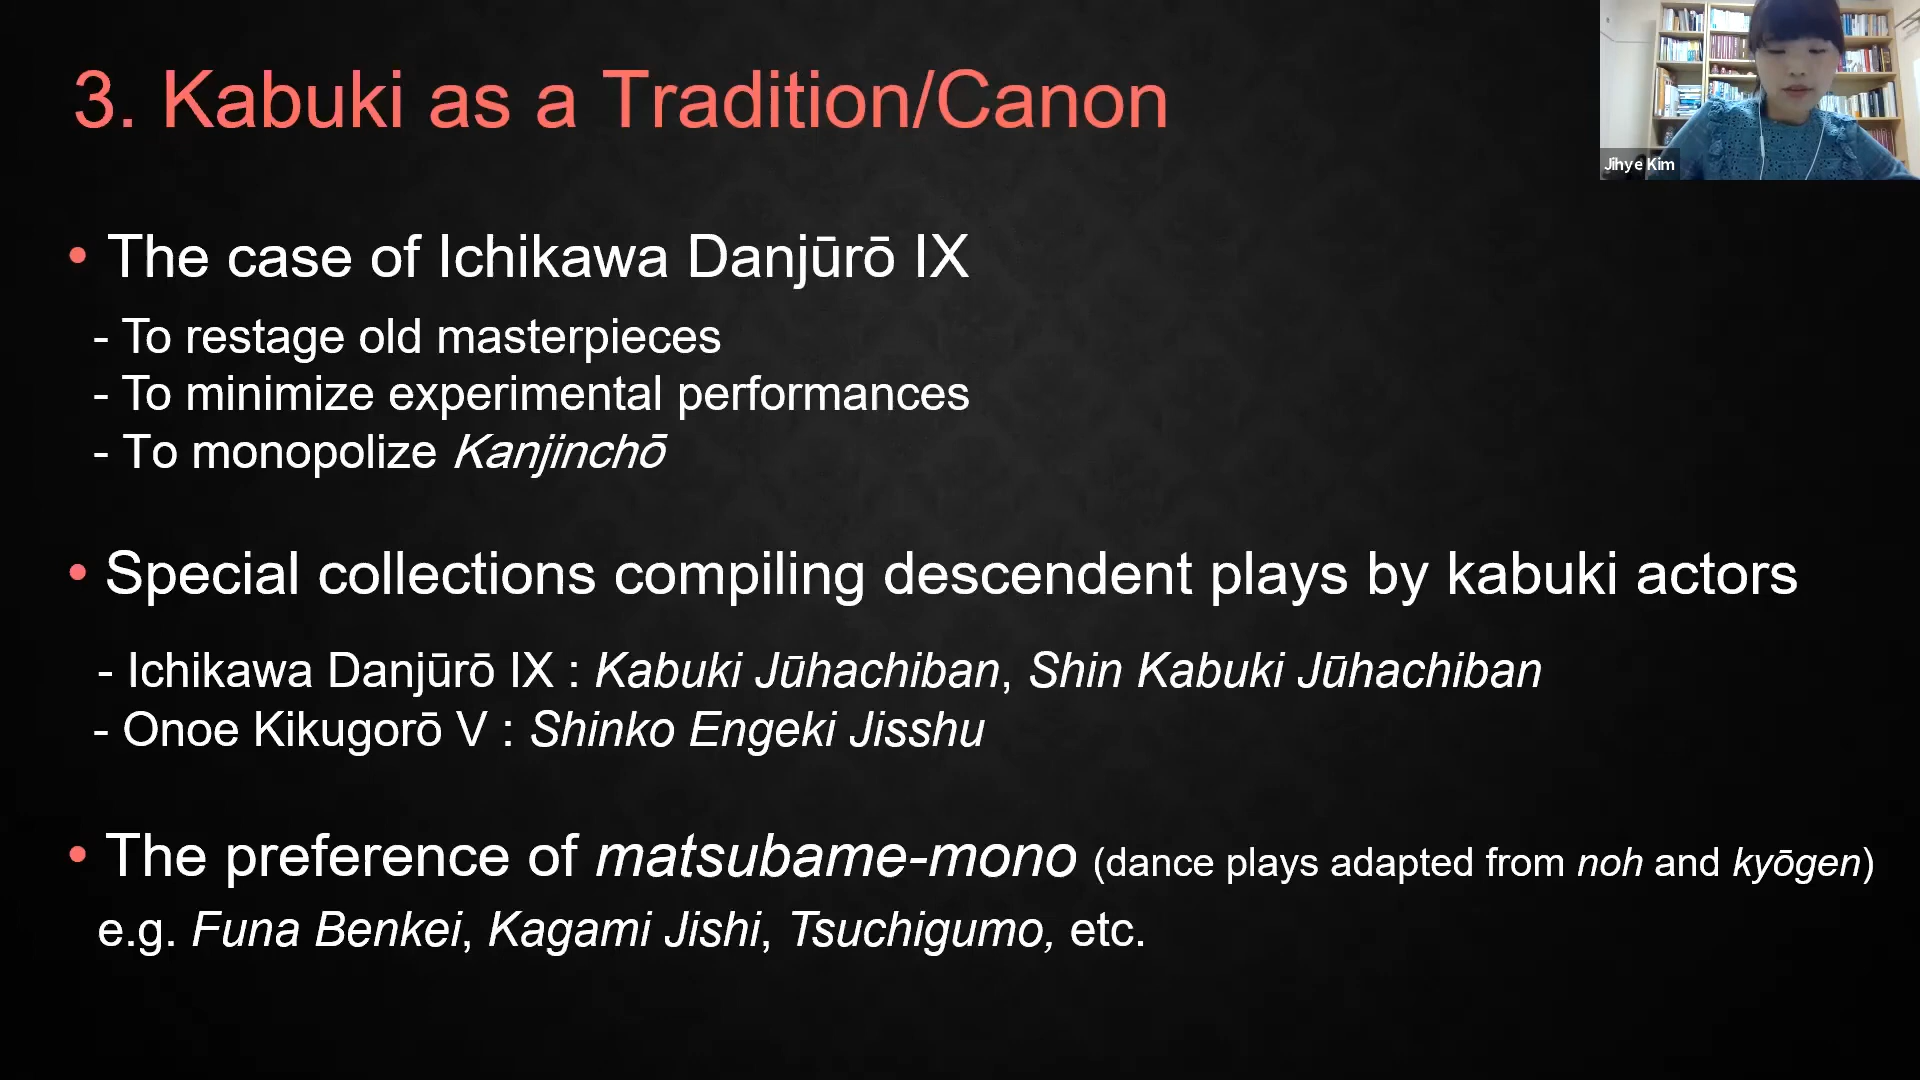 3. Kabuki as a Tradition/Canon
Jihye Kim
• The case of Ichikawa Danjūrō IX
- To restage old masterpieces
- To minimize experimental performances
- To monopolize Kanjinchō
• Special collections compiling descendent plays by kabuki actors
- Ichikawa Danjūrō IX : Kabuki Jūhachiban, Shin Kabuki Jūhachiban
- Onoe Kikugorō V : Shinko Engeki Jisshu
• The preference of matsubame-mono (dance plays adapted from noh and kyōgen)
e.g. Funa Benkei, Kagami Jishi, Tsuchigumo, etc.